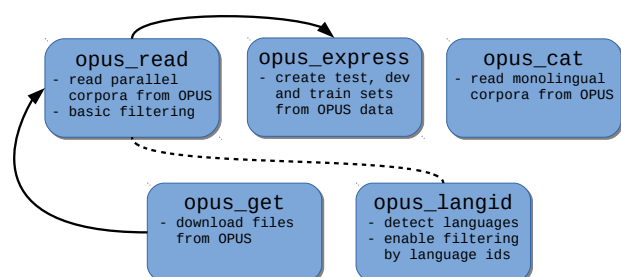 opus_read
- read parallel
corpora from OPUS
- basic filtering
opus_express
- create test, dev
and train sets
from OPUS data
opus_cat
- read monolingual
corpora from OPUS
opus_get
- download files
from OPUS
opus_langid
- detect languages
- enable filtering
by language ids